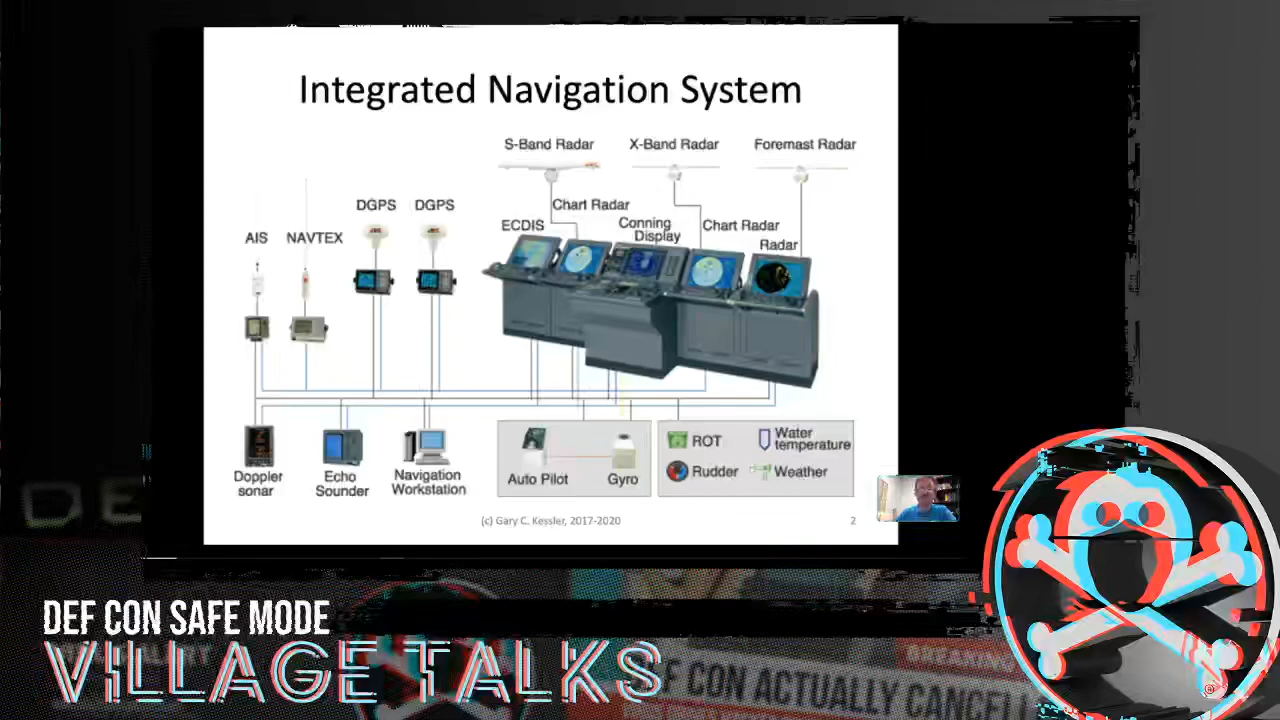 Integrated Navigation System
S-Band Radar
X-Band Radar
Foremast Radar
DGPS
DGPS
Chart Radar
ECDIS
Conning
Display
Chart Radar
Radar
AIS
NAVTEX
Doppler
sonar
Echo
Sounder
Navigation
Workstation
Auto Pilot
Gyro
ROT
Water
temperature
Rudder
Weather
(c) Gary C. Kessler, 2017-2020
2
DEF CON SAFE MODE
VILLAGE TALKS
DEF CON ACTUALLY CANCEL
BREAKING